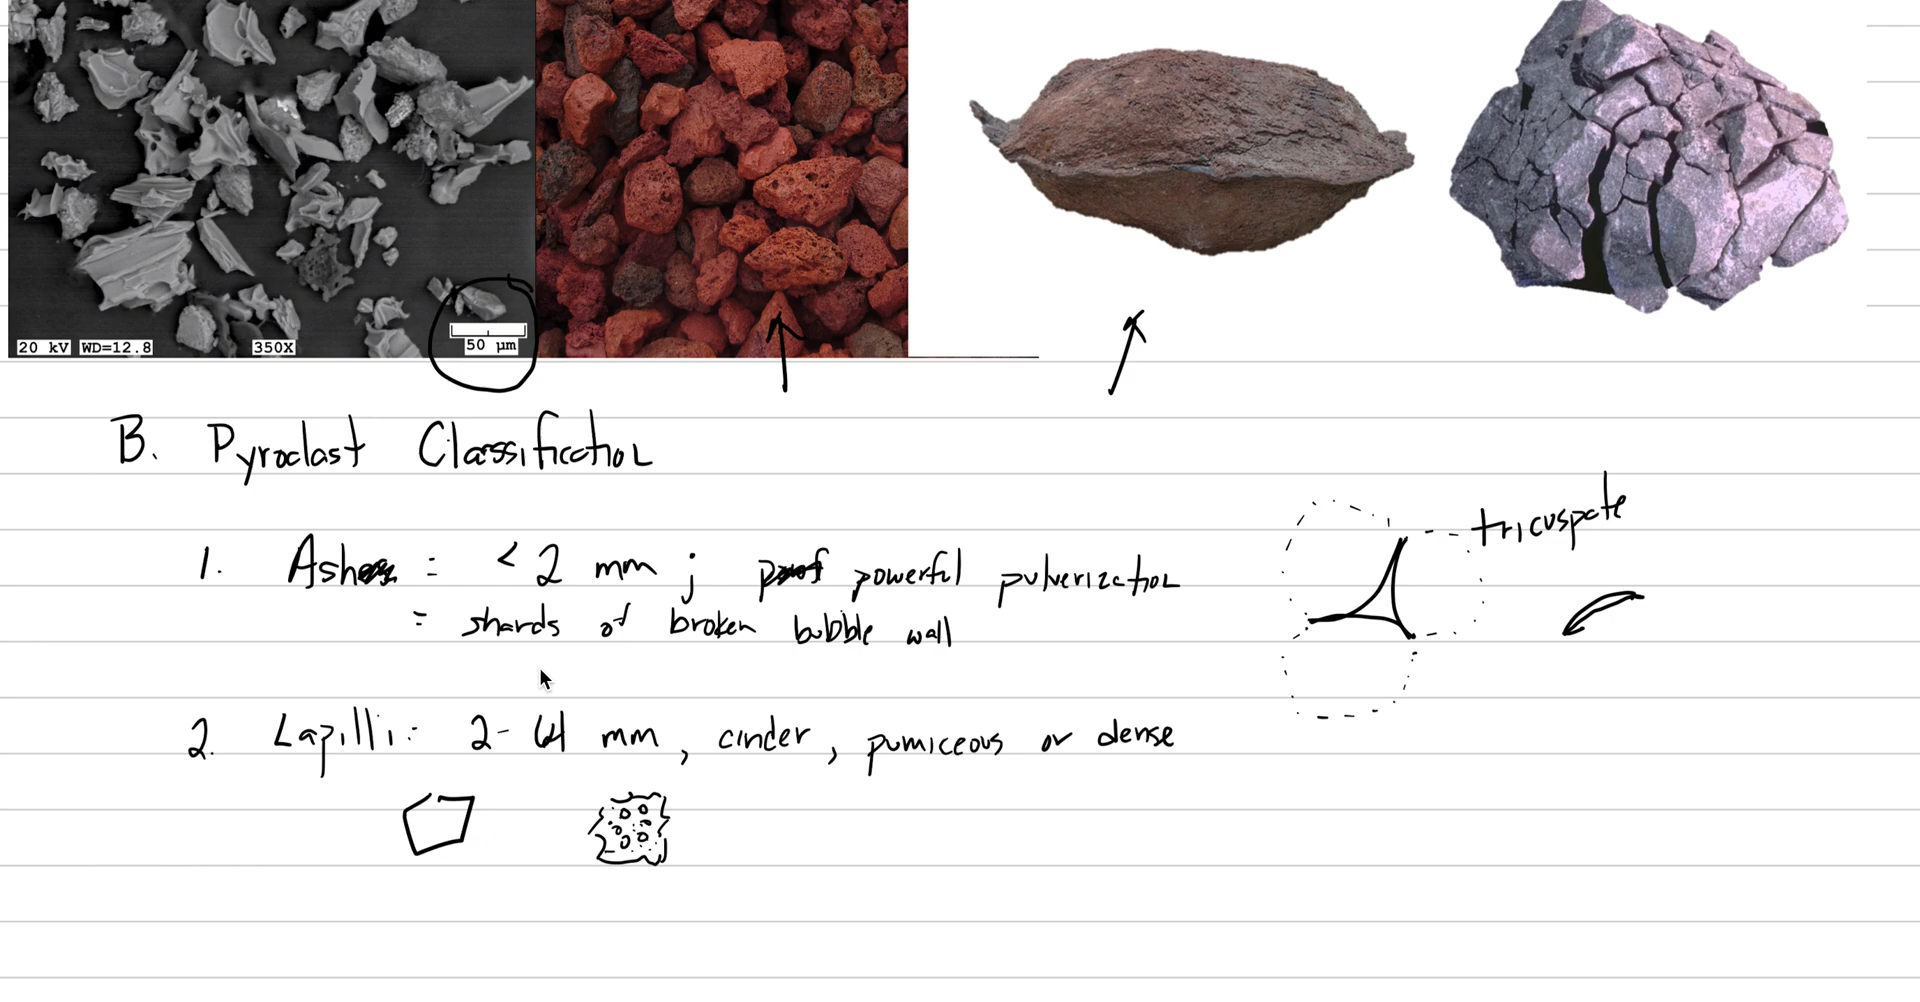 20 kV WD=12.8 350X 50 µm
B. Pyroclast Classification
tricuspate
1. Ash = < 2 mm ; powerful pulverization
= shards of broken bubble wall
2. Lapilli: 2-64 mm, cinder, pumiceous or dense